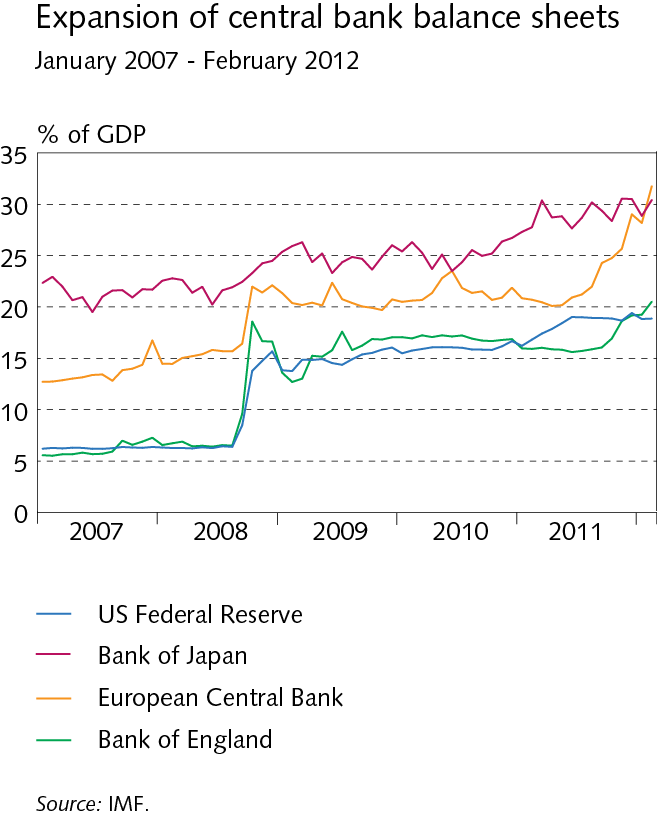 Expansion of central bank balance sheets
January 2007 - February 2012
% of GDP
35
30
25
20
15
10
5
0
2007 2008 2009 2010 2011
US Federal Reserve
Bank of Japan
European Central Bank
Bank of England
Source: IMF.